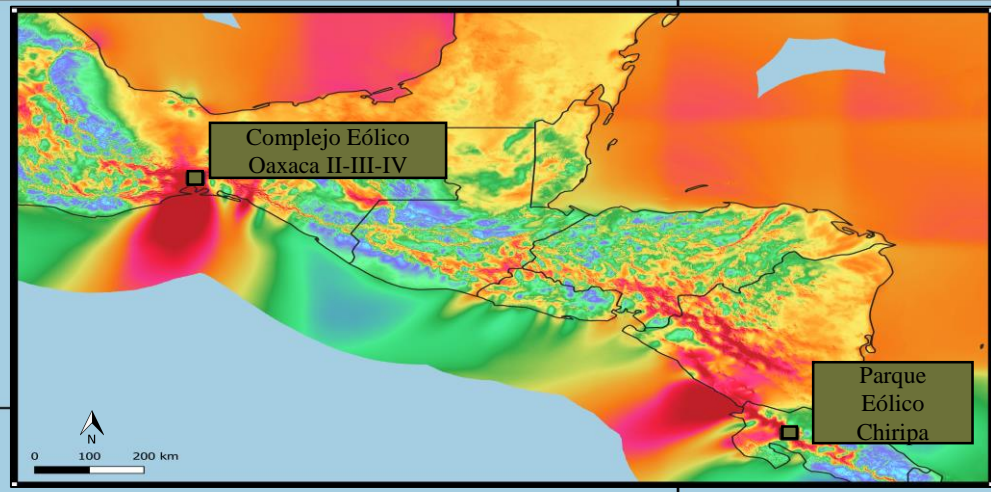 Complejo Eólico
Oaxaca II-III-IV
Parque
Eólico
Chiripa
N
0 100 200 km